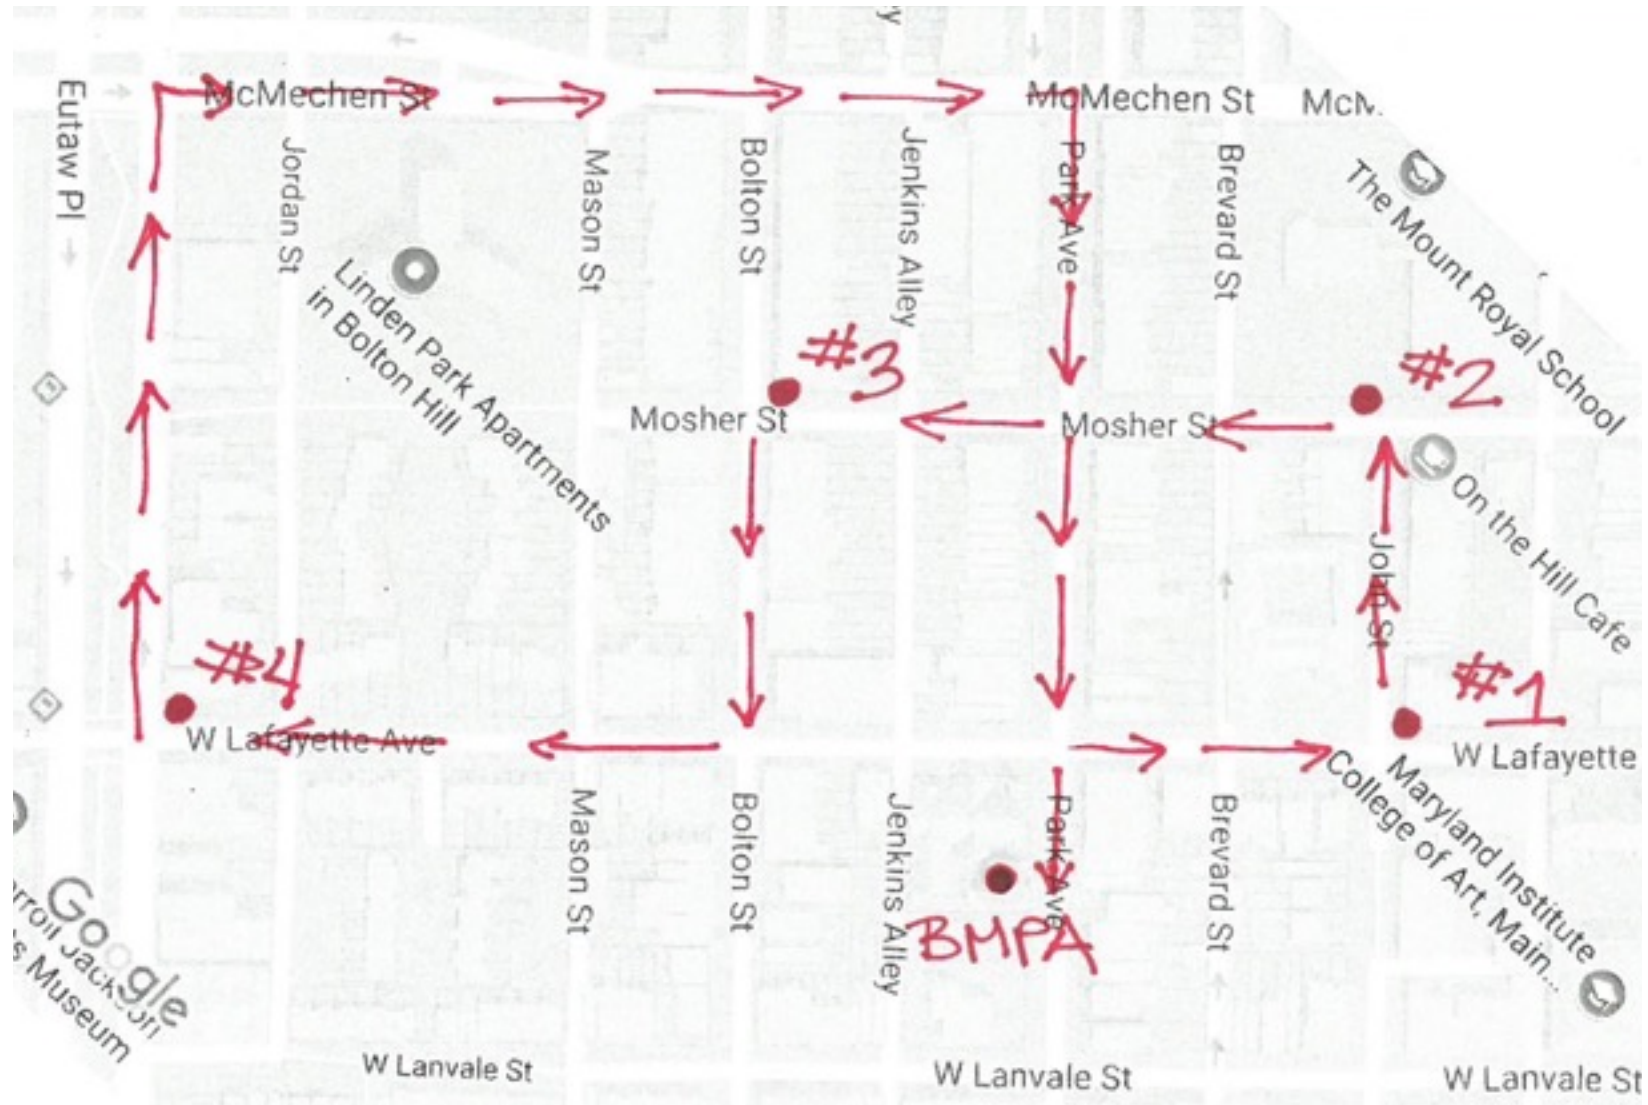 y
McMechen St
McMechen St
McM.
Eutaw Pl
Jordan St
Mason St
Bolton St
Jenkins Alley
Park Ave
Brevard St
The Mount Royal School
Linden Park Apartments
in Bolton Hill
#3
#2
Mosher St
Mosher St
On the Hill Cafe
John St
#4
#1
W Lafayette Ave
W Lafayette
Maryland Institute
College of Art, Main...
Mason St
Bolton St
Jenkins Alley
Park Ave
Brevard St
BMPA
Google
rroll Jackson
s Museum
W Lanvale St
W Lanvale St
W Lanvale St